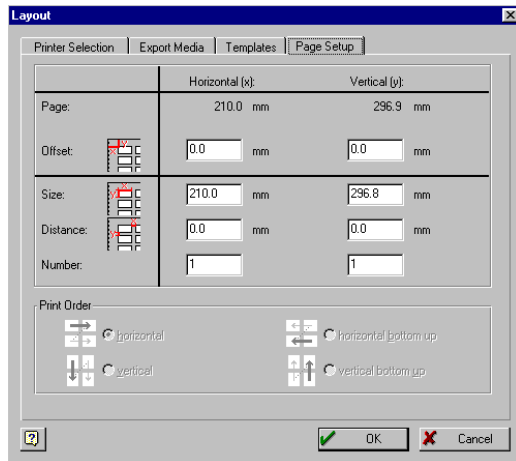 Layout
Printer Selection Export Media Templates Page Setup
Horizontal (x): Vertical (y):
Page: 210.0 mm 296.9 mm
Offset: 0.0 mm 0.0 mm
Size: 210.0 mm 296.8 mm
Distance: 0.0 mm 0.0 mm
Number: 1 1
Print Order
horizontal horizontal bottom up
vertical vertical bottom up
? OK Cancel